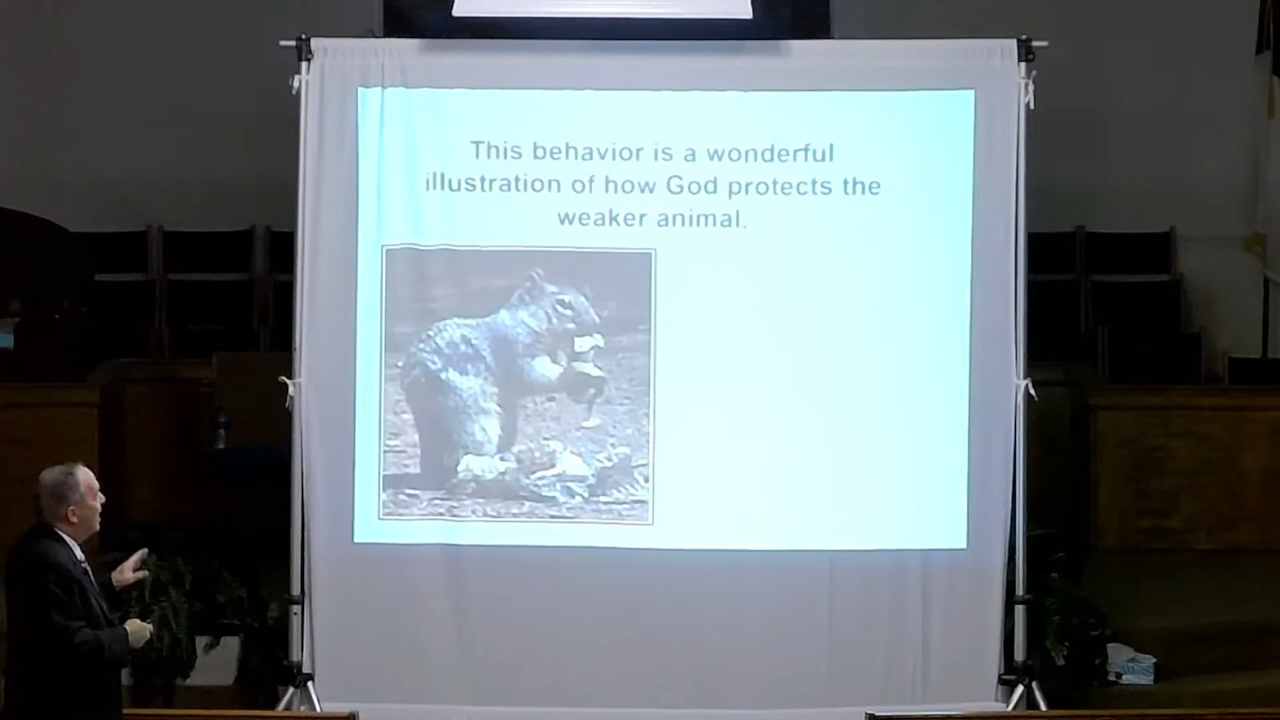 This behavior is a wonderful
illustration of how God protects the
weaker animal.